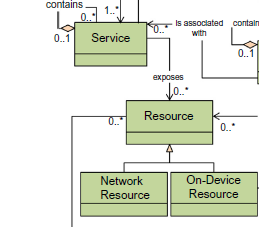 contains
0..*
1..*
0..*
Is associated
with
contain
0..1
Service
0..1
exposes
0..*
Resource
0..*
0..*
Network
Resource
On-Device
Resource